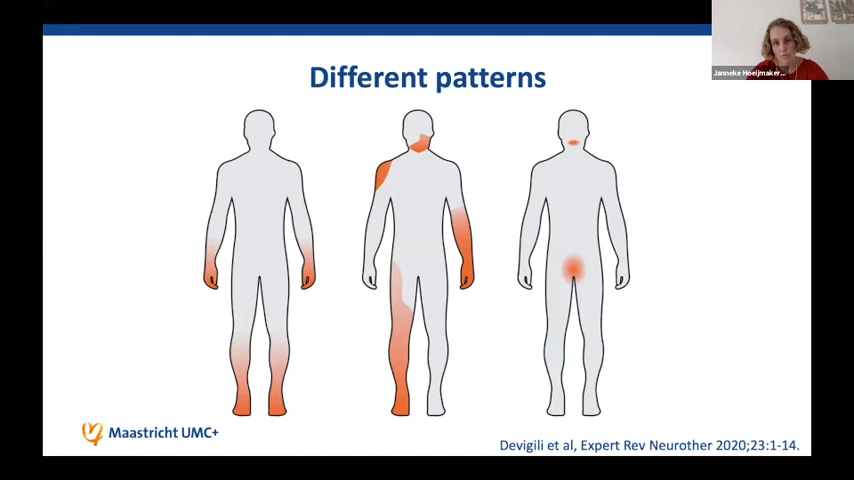 Different patterns
Janneke Hoeijmaker...
Maastricht UMC+
Devigili et al, Expert Rev Neurother 2020;23:1-14.